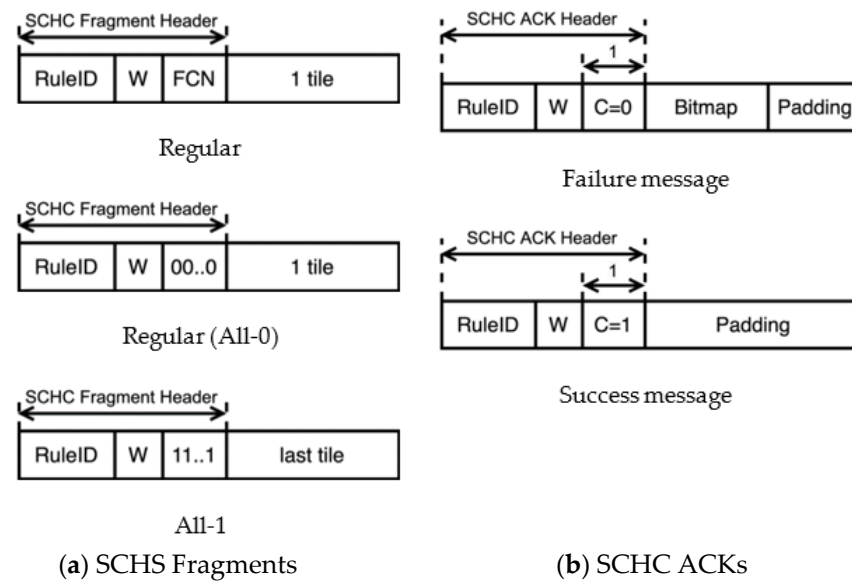 SCHC Fragment Header
RuleID W FCN 1 tile
Regular
SCHC Fragment Header
RuleID W 00..0 1 tile
Regular (All-0)
SCHC Fragment Header
RuleID W 11..1 last tile
All-1
(a) SCHS Fragments
SCHC ACK Header
1
RuleID W C=0 Bitmap Padding
Failure message
SCHC ACK Header
1
RuleID W C=1 Padding
Success message
(b) SCHC ACKs